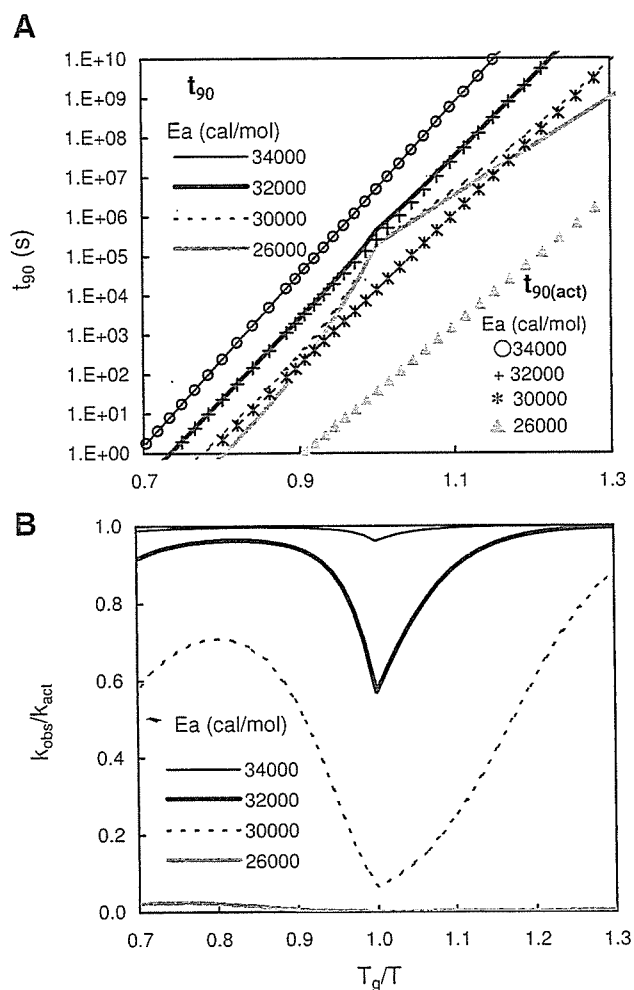 A
1.E+10
1.E+09
1.E+08
1.E+07
1.E+06
1.E+05
1.E+04
1.E+03
1.E+02
1.E+01
1.E+00
t90 (s)
t90
Ea (cal/mol)
34000
32000
30000
26000
t90(act)
Ea (cal/mol)
34000
32000
30000
26000
0.7 0.9 1.1 1.3
B
1.0
0.8
0.6
0.4
0.2
0.0
kobs/kact
Ea (cal/mol)
34000
32000
30000
26000
0.7 0.8 0.9 1.0 1.1 1.2 1.3
Tg/T